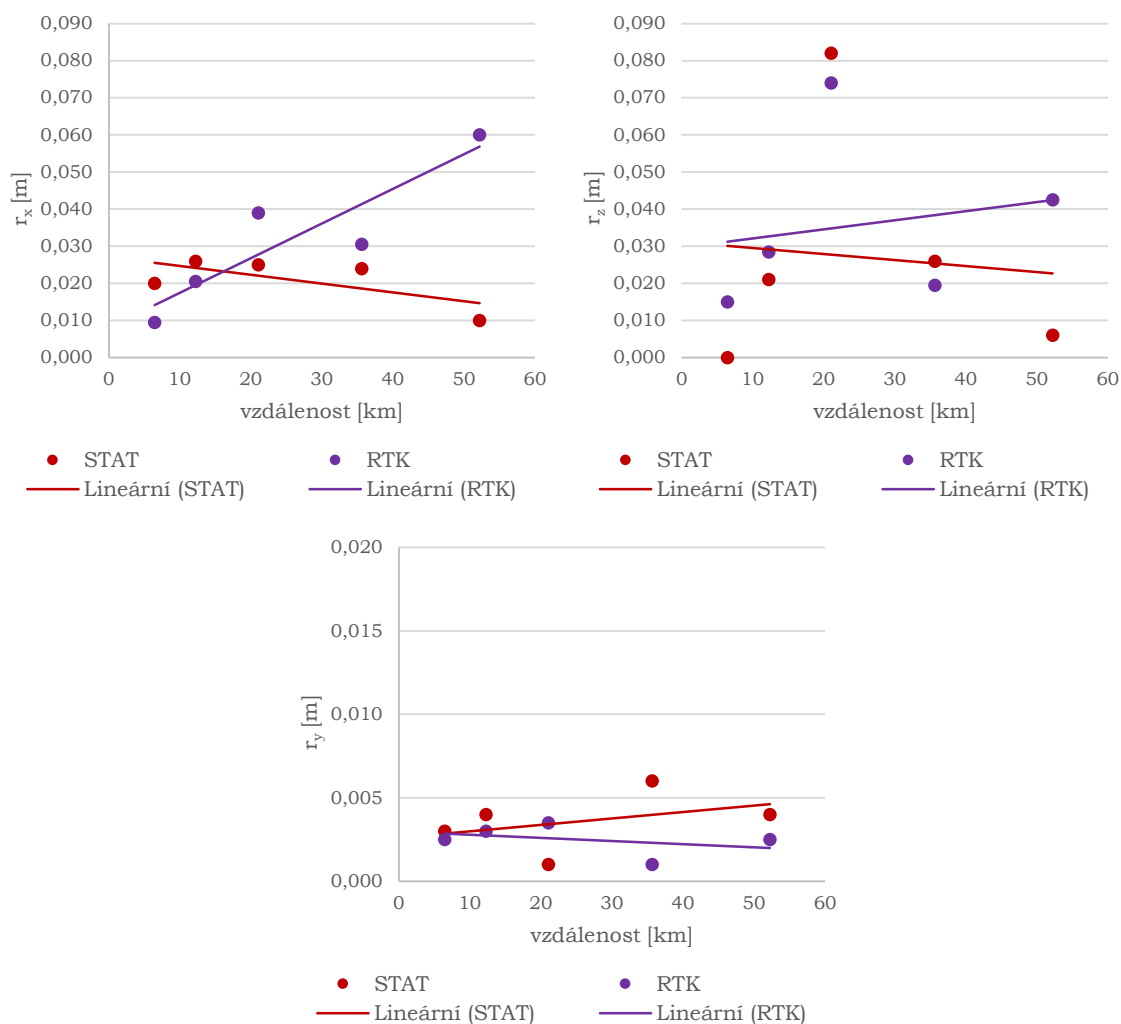 0,090
0,080
0,070
0,060
0,050
0,040
0,030
0,020
0,010
0,000
r_x [m]
0 10 20 30 40 50 60
vzdálenost [km]
STAT RTK
Lineární (STAT) Lineární (RTK)
0,090
0,080
0,070
0,060
0,050
0,040
0,030
0,020
0,010
0,000
r_z [m]
0 10 20 30 40 50 60
vzdálenost [km]
STAT RTK
Lineární (STAT) Lineární (RTK)
0,020
0,015
0,010
0,005
0,000
r_y [m]
0 10 20 30 40 50 60
vzdálenost [km]
STAT RTK
Lineární (STAT) Lineární (RTK)